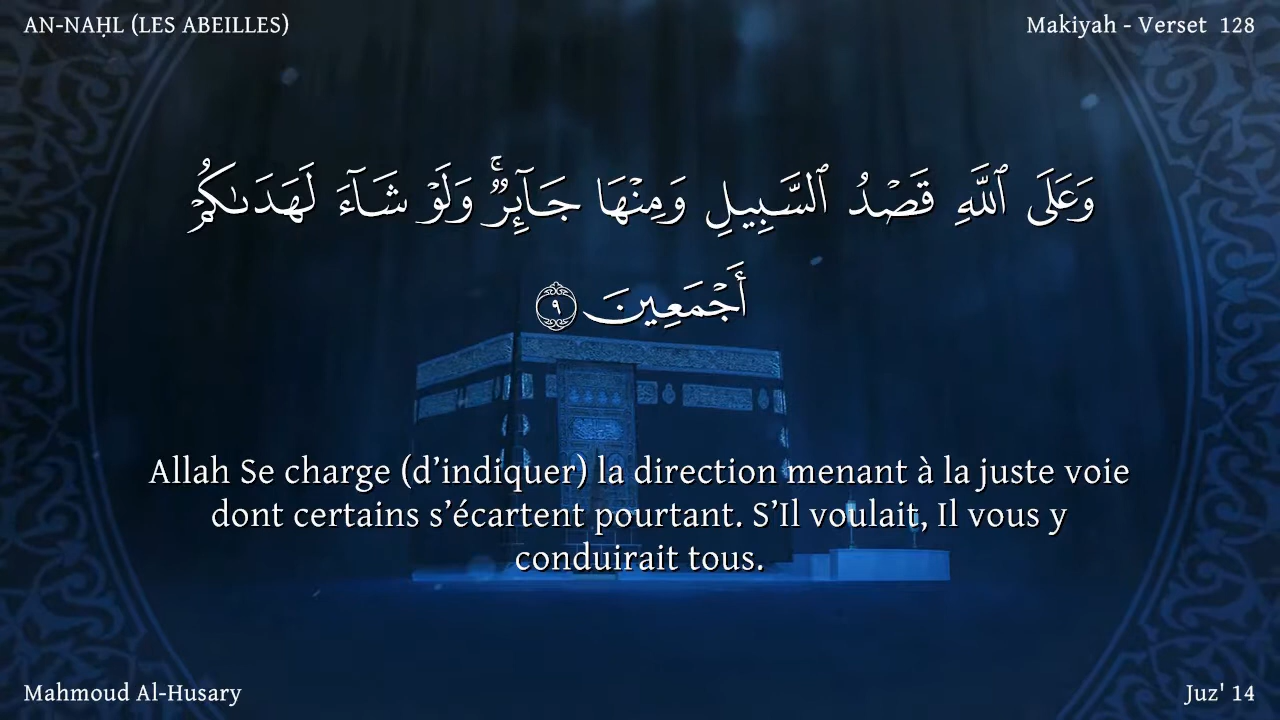 AN-NAḤL (LES ABEILLES)
Makiyah - Verset 128
وَعَلَى ٱللَّهِ قَصْدُ ٱلسَّبِيلِ وَمِنْهَا جَآئِرٌۭ ۚ وَلَوْ شَآءَ لَهَدَىٰكُمْ
أَجْمَعِينَ ٩
Allah Se charge (d’indiquer) la direction menant à la juste voie
dont certains s’écartent pourtant. S’Il voulait, Il vous y
conduirait tous.
Mahmoud Al-Husary
Juz' 14